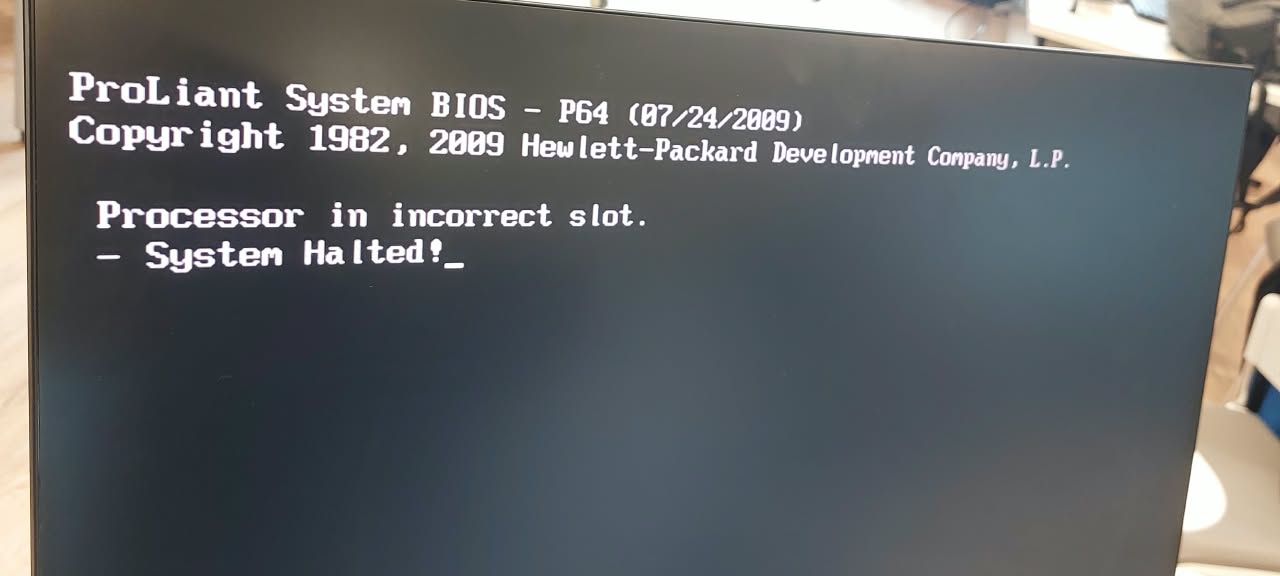 ProLiant System BIOS - P64 (07/24/2009)
Copyright 1982, 2009 Hewlett-Packard Development Company, L.P.
Processor in incorrect slot.
- System Halted!_